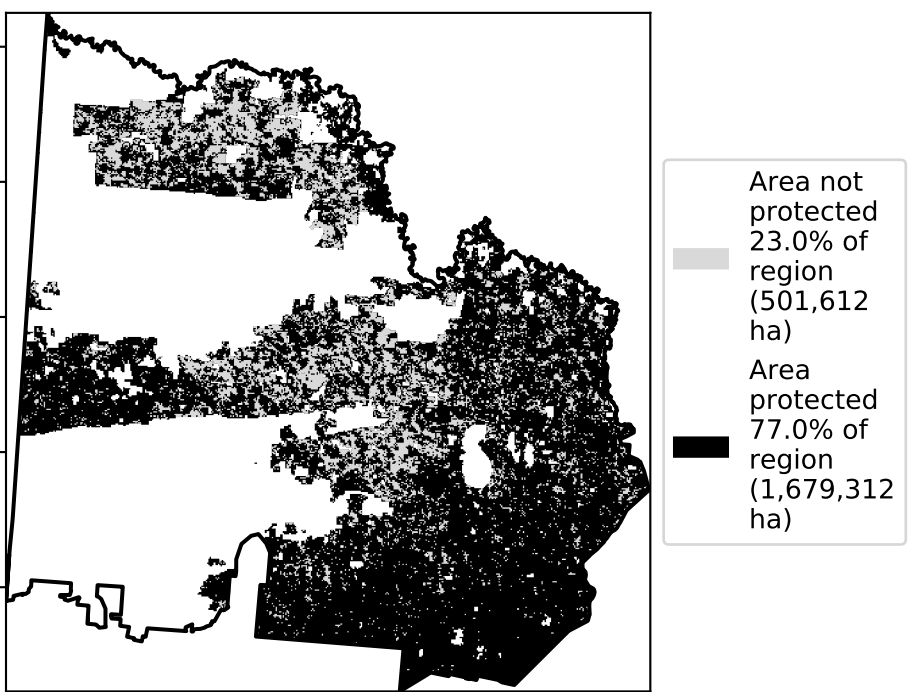 Area not
protected
23.0% of
region
(501,612
ha)
Area
protected
77.0% of
region
(1,679,312
ha)